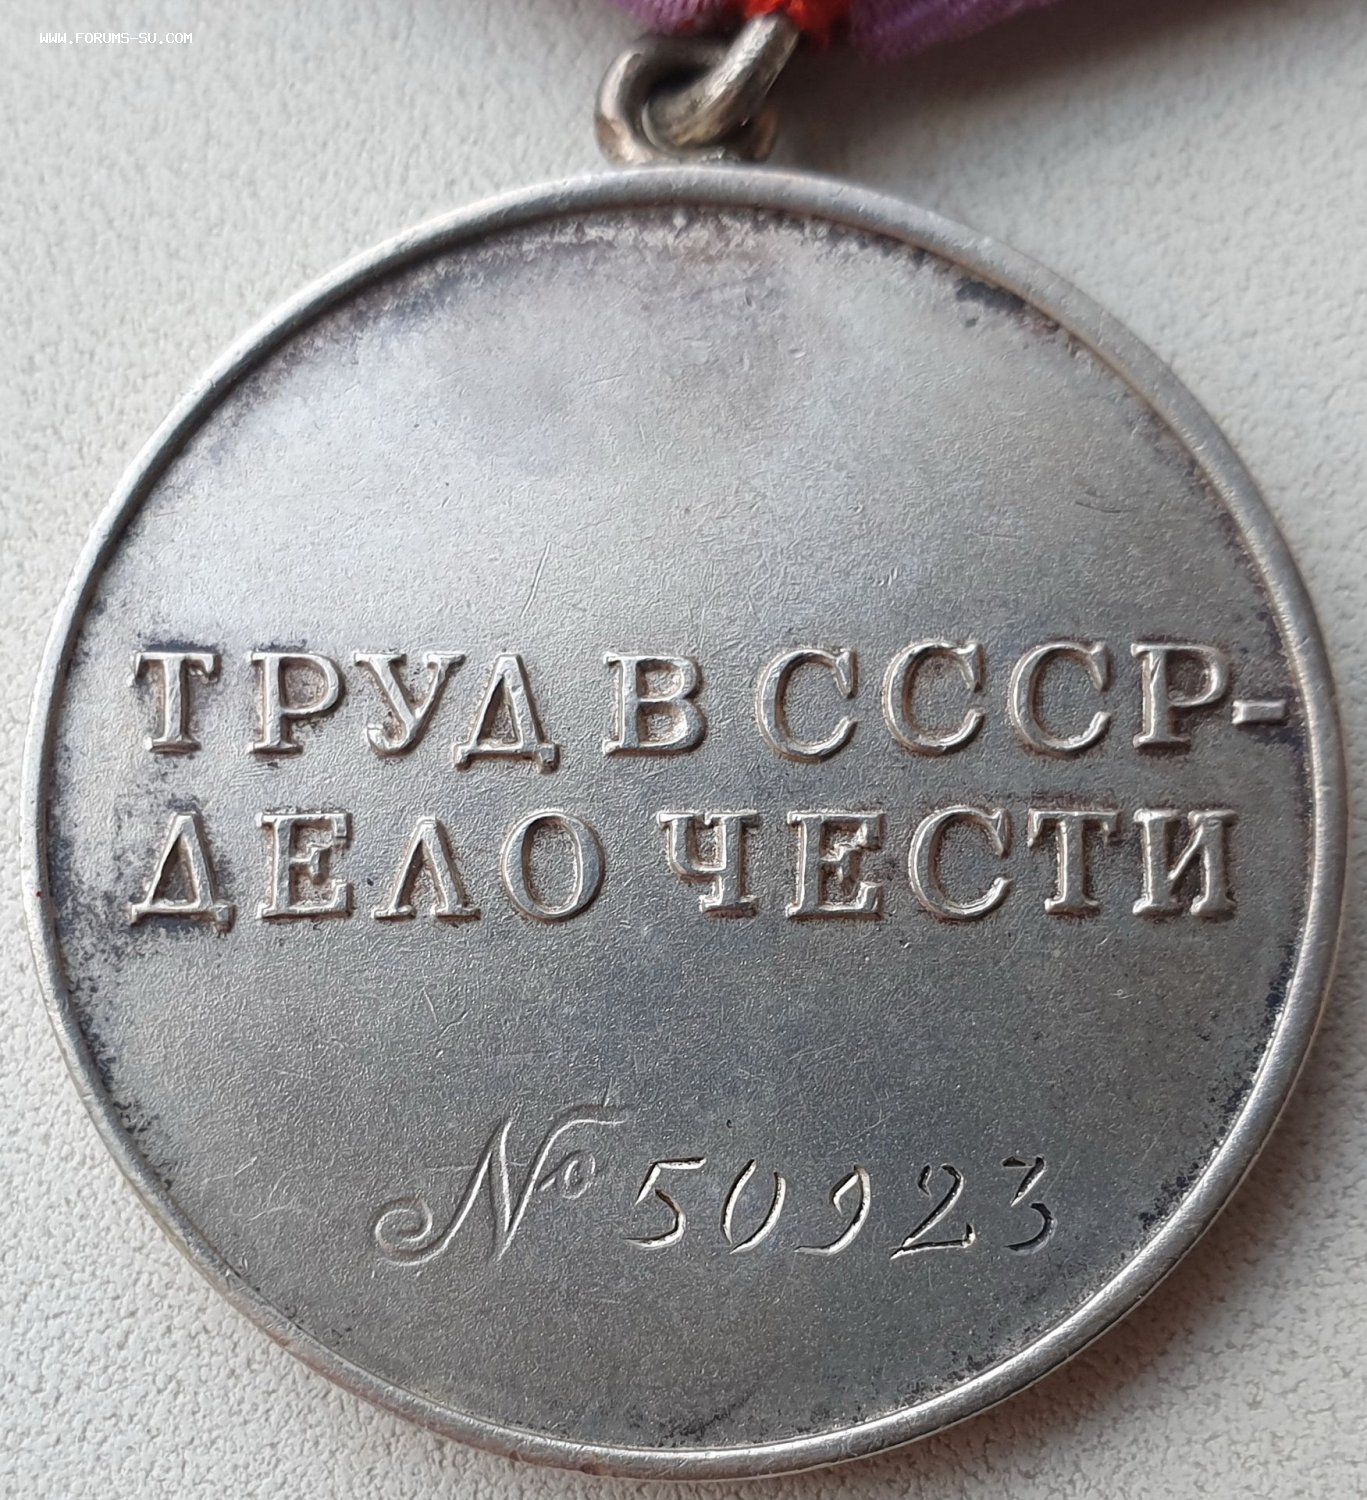 WWW.FORUMS-SU.COM
ТРУД В СССР-
ДЕЛО ЧЕСТИ
№ 50923